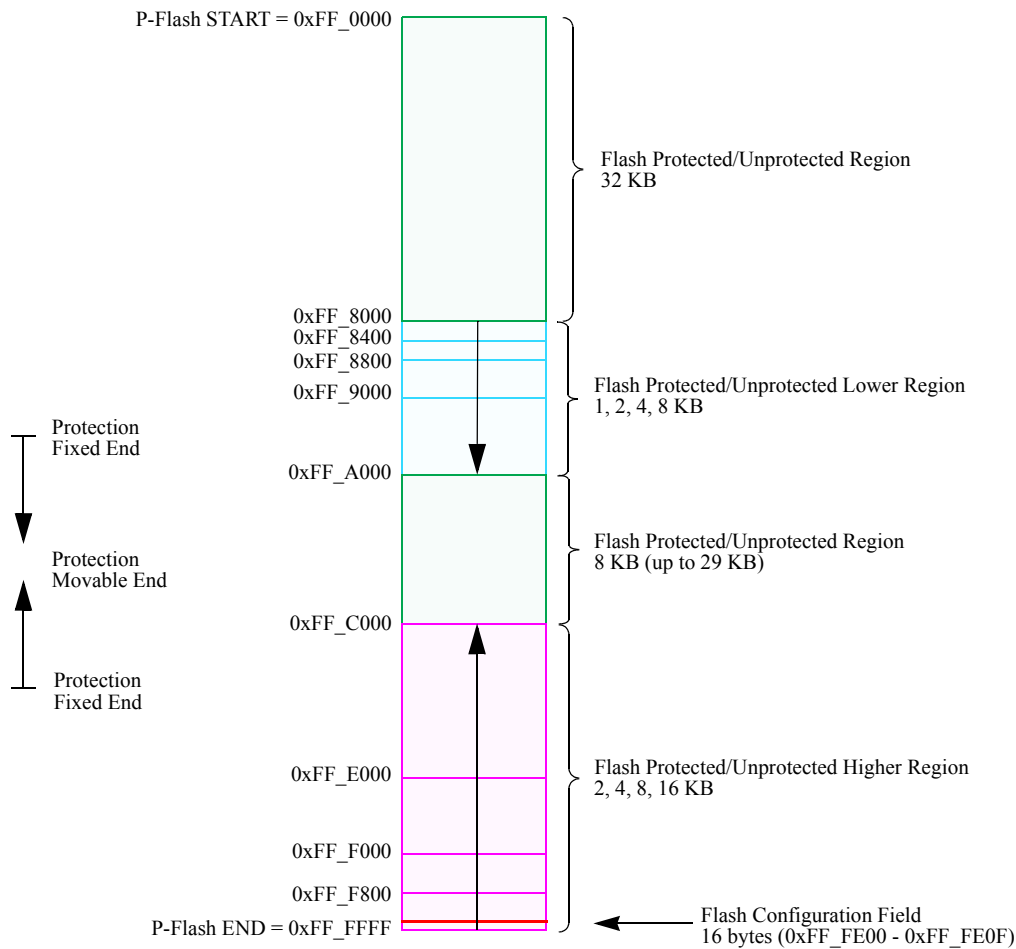 P-Flash START = 0xFF_0000
Flash Protected/Unprotected Region
32 KB
0xFF_8000
0xFF_8400
0xFF_8800
0xFF_9000
Flash Protected/Unprotected Lower Region
1, 2, 4, 8 KB
Protection
Fixed End
0xFF_A000
Protection
Movable End
Flash Protected/Unprotected Region
8 KB (up to 29 KB)
0xFF_C000
Protection
Fixed End
0xFF_E000
Flash Protected/Unprotected Higher Region
2, 4, 8, 16 KB
0xFF_F000
0xFF_F800
P-Flash END = 0xFF_FFFF
Flash Configuration Field
16 bytes (0xFF_FE00 - 0xFF_FE0F)